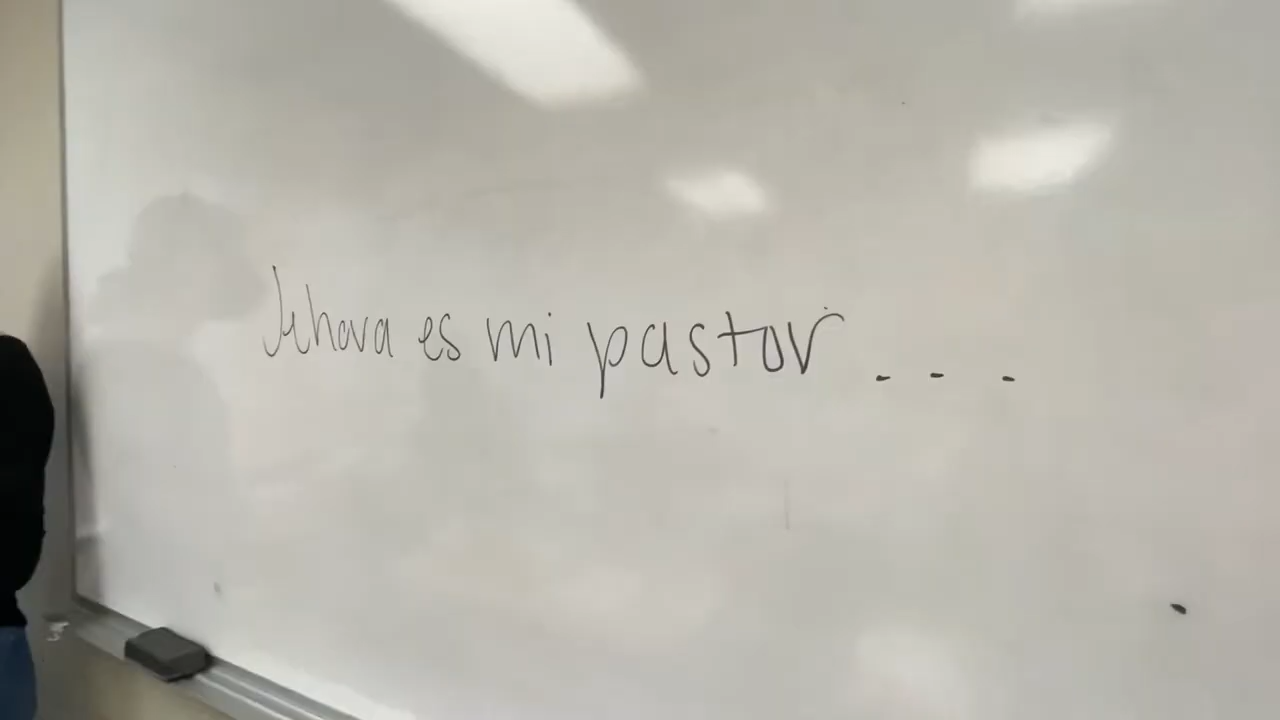 Jehova es mi pastor . . .